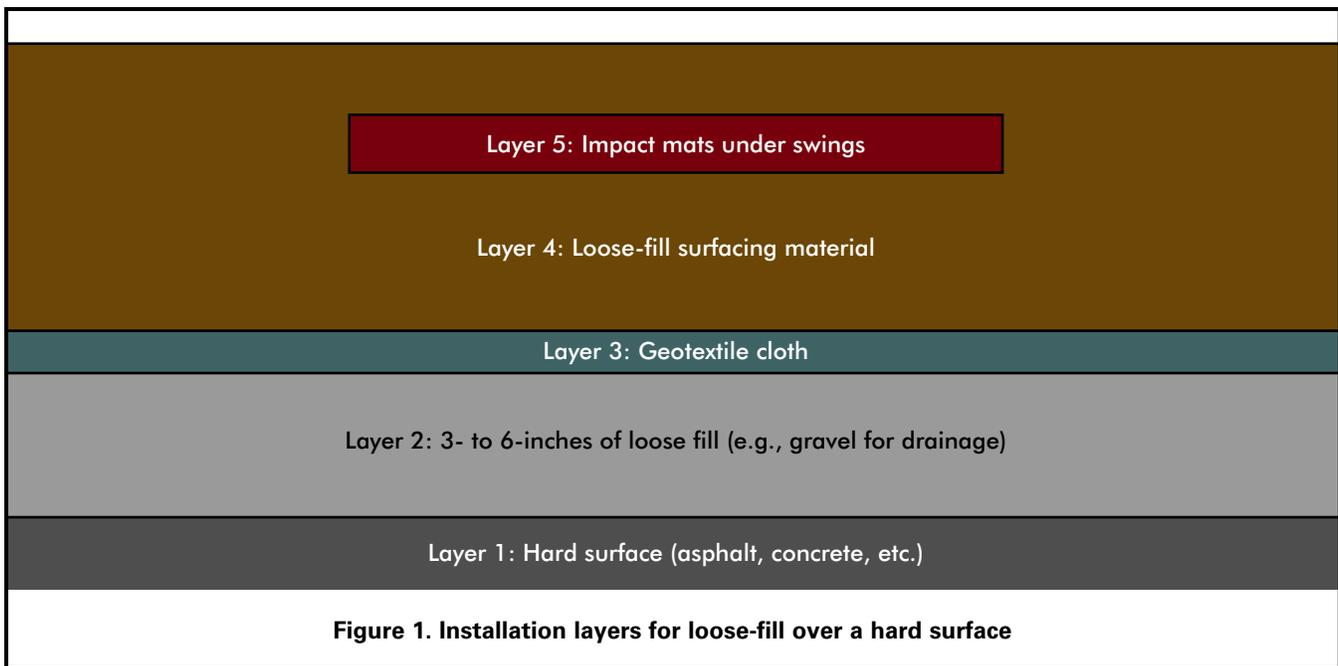 Layer 5: Impact mats under swings
Layer 4: Loose-fill surfacing material
Layer 3: Geotextile cloth
Layer 2: 3- to 6-inches of loose fill (e.g., gravel for drainage)
Layer 1: Hard surface (asphalt, concrete, etc.)
Figure 1. Installation layers for loose-fill over a hard surface